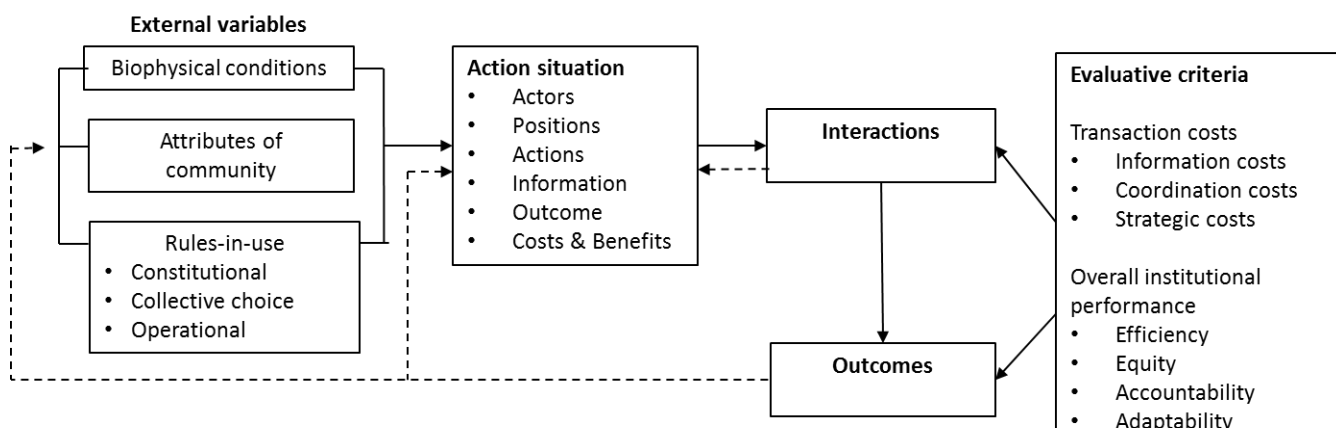 External variables
Biophysical conditions
Attributes of
community
Rules-in-use
• Constitutional
• Collective choice
• Operational
Action situation
• Actors
• Positions
• Actions
• Information
• Outcome
• Costs & Benefits
Interactions
Outcomes
Evaluative criteria
Transaction costs
• Information costs
• Coordination costs
• Strategic costs
Overall institutional
performance
• Efficiency
• Equity
• Accountability
• Adaptability